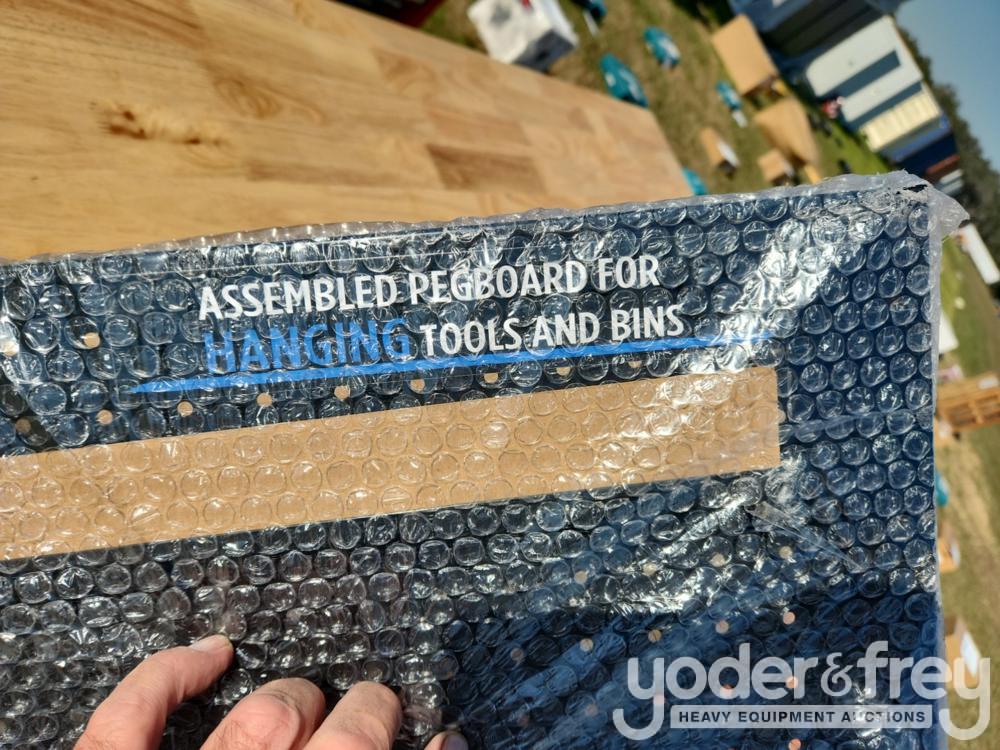 ASSEMBLED PEGBOARD FOR
HANGING TOOLS AND BINS
yoder&frey
HEAVY EQUIPMENT AUCTIONS